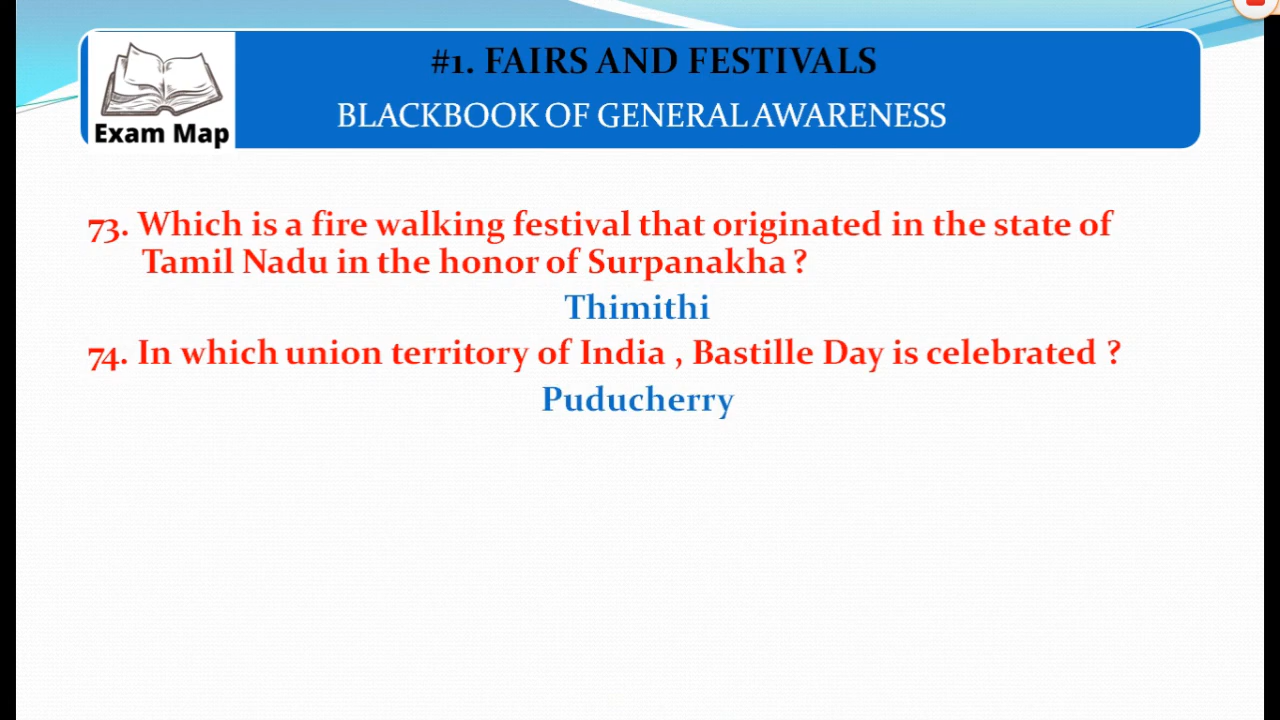 #1. FAIRS AND FESTIVALS
BLACKBOOK OF GENERAL AWARENESS
Exam Map
73. Which is a fire walking festival that originated in the state of
Tamil Nadu in the honor of Surpanakha ?
Thimithi
74. In which union territory of India , Bastille Day is celebrated ?
Puducherry